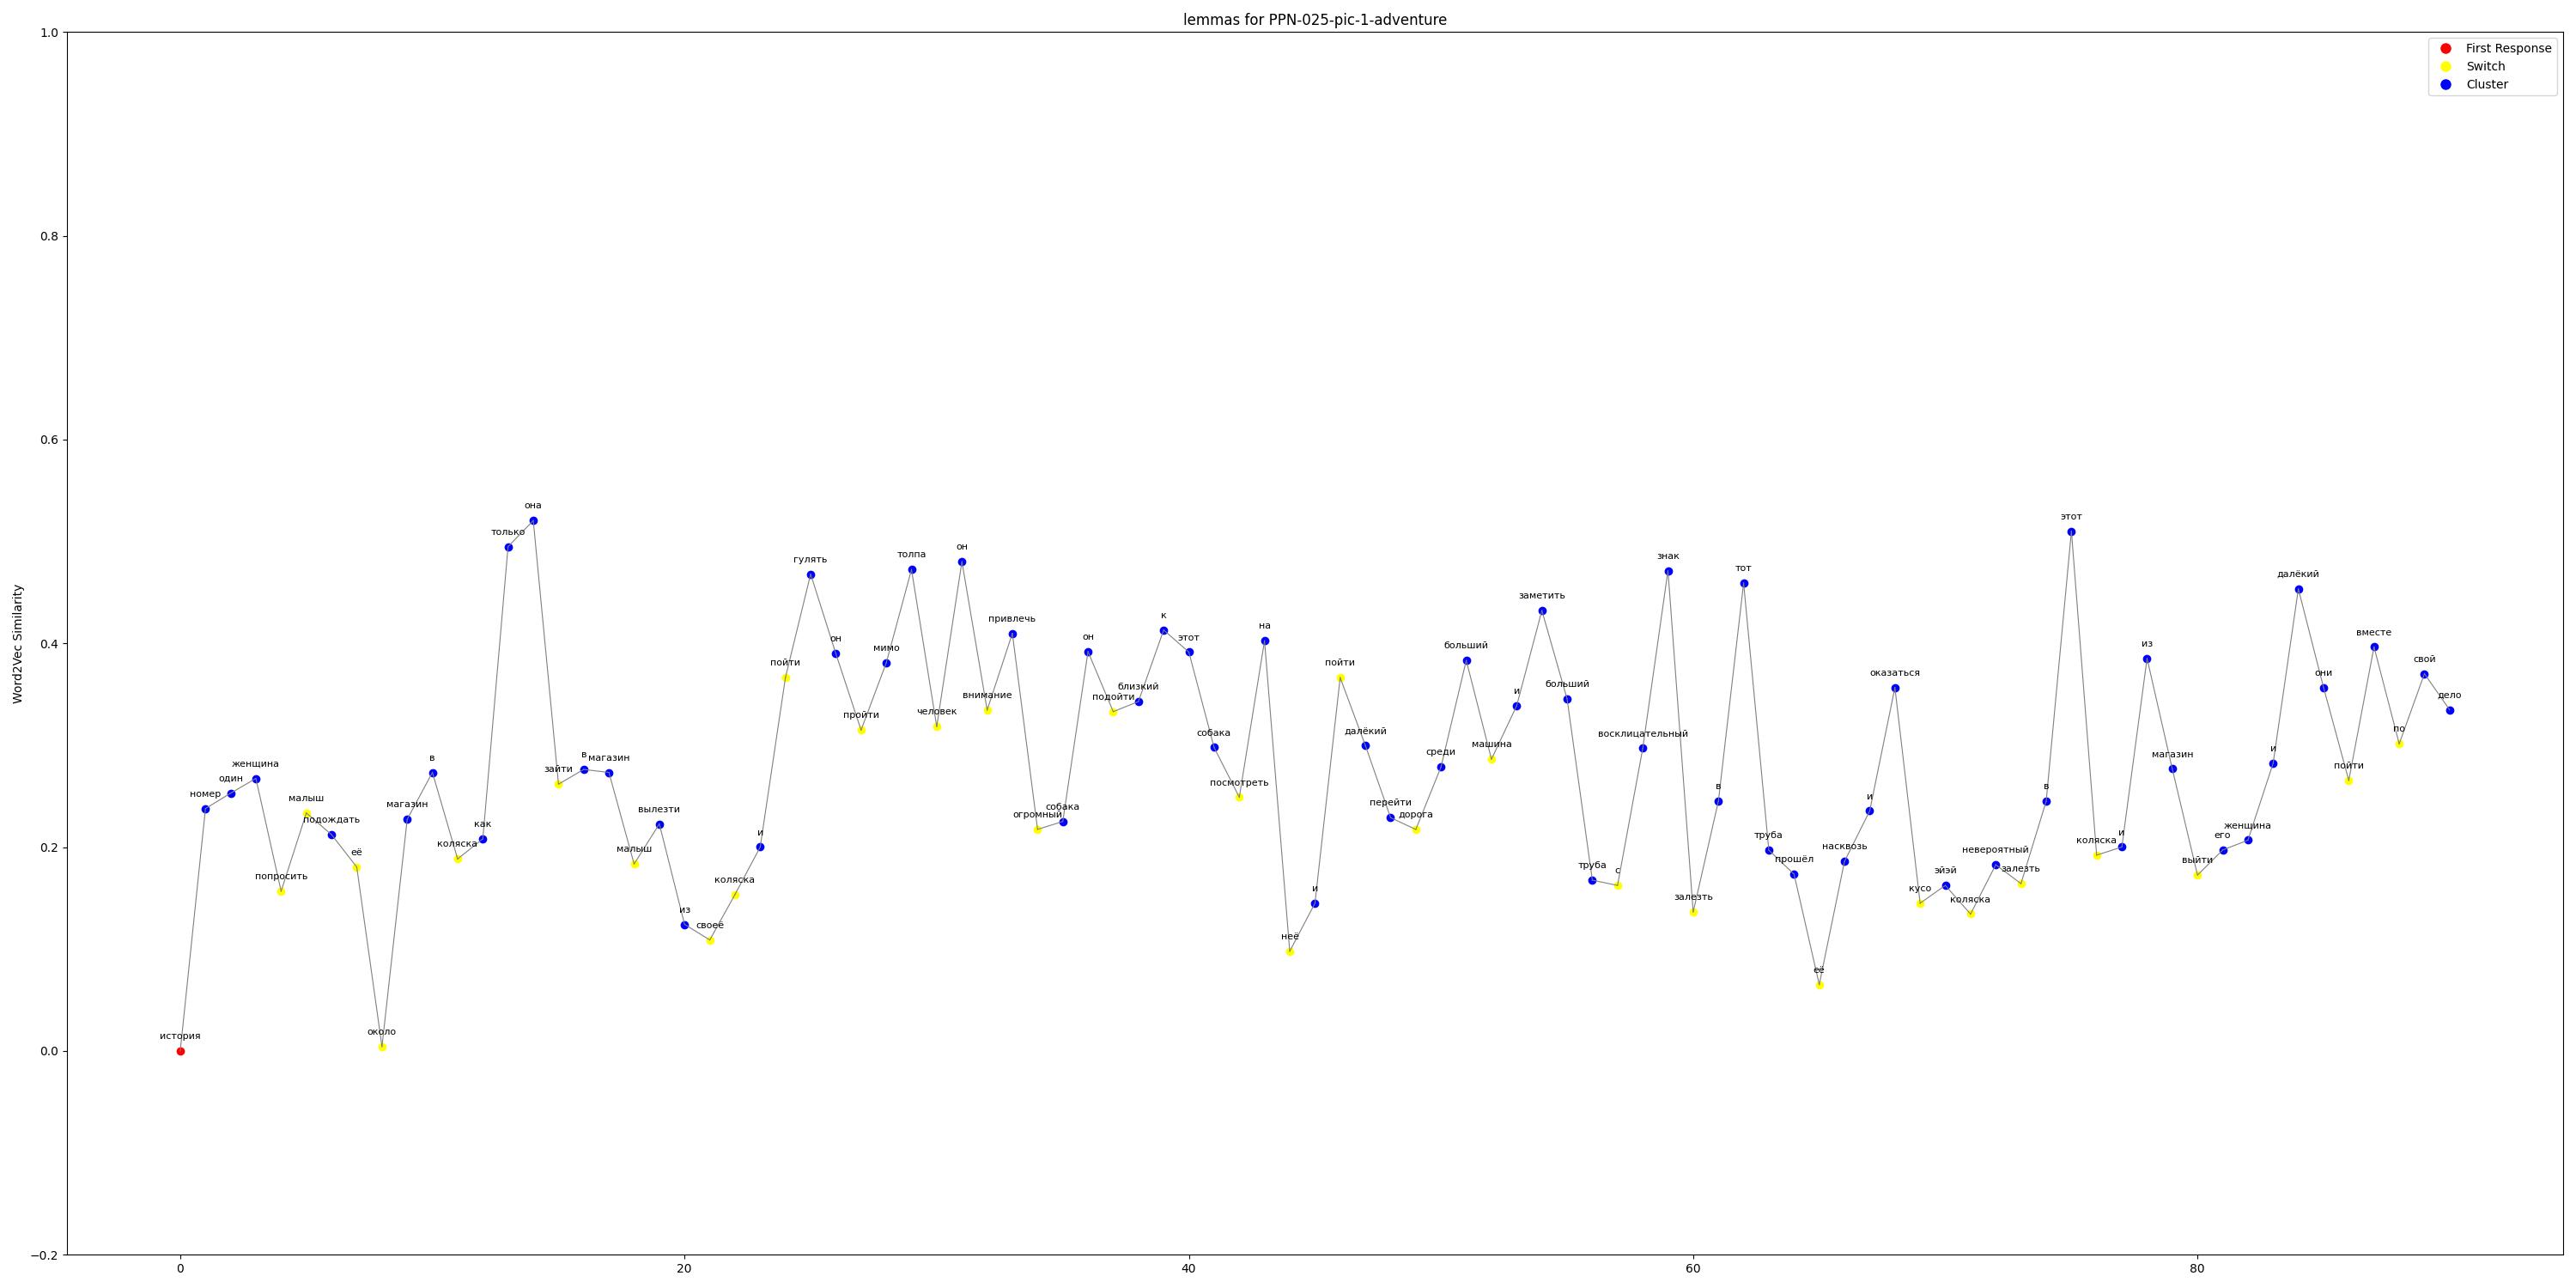 lemmas for PPN-025-pic-1-adventure
First Response
Switch
Cluster
Word2Vec Similarity
1.0
0.8
0.6
0.4
0.2
0.0
−0.2
0
20
40
60
80
история
номер
один
женщина
попросить
малыш
подождать
её
около
магазин
в
коляска
как
только
она
зайти
в
магазин
малыш
вылезти
из
своеё
коляска
и
пойти
гулять
он
пройти
мимо
толпа
человек
он
внимание
привлечь
огромный
собака
он
подойти
близкий
к
этот
собака
посмотреть
на
неё
и
пойти
далёкий
перейти
дорога
среди
больший
машина
и
заметить
больший
труба
с
восклицательный
знак
залезть
в
тот
труба
прошёл
её
насквозь
и
оказаться
кусо
эйэй
коляска
невероятный
залезть
в
этот
коляска
и
из
магазин
выйти
его
женщина
и
далёкий
они
пойти
вместе
по
свой
дело